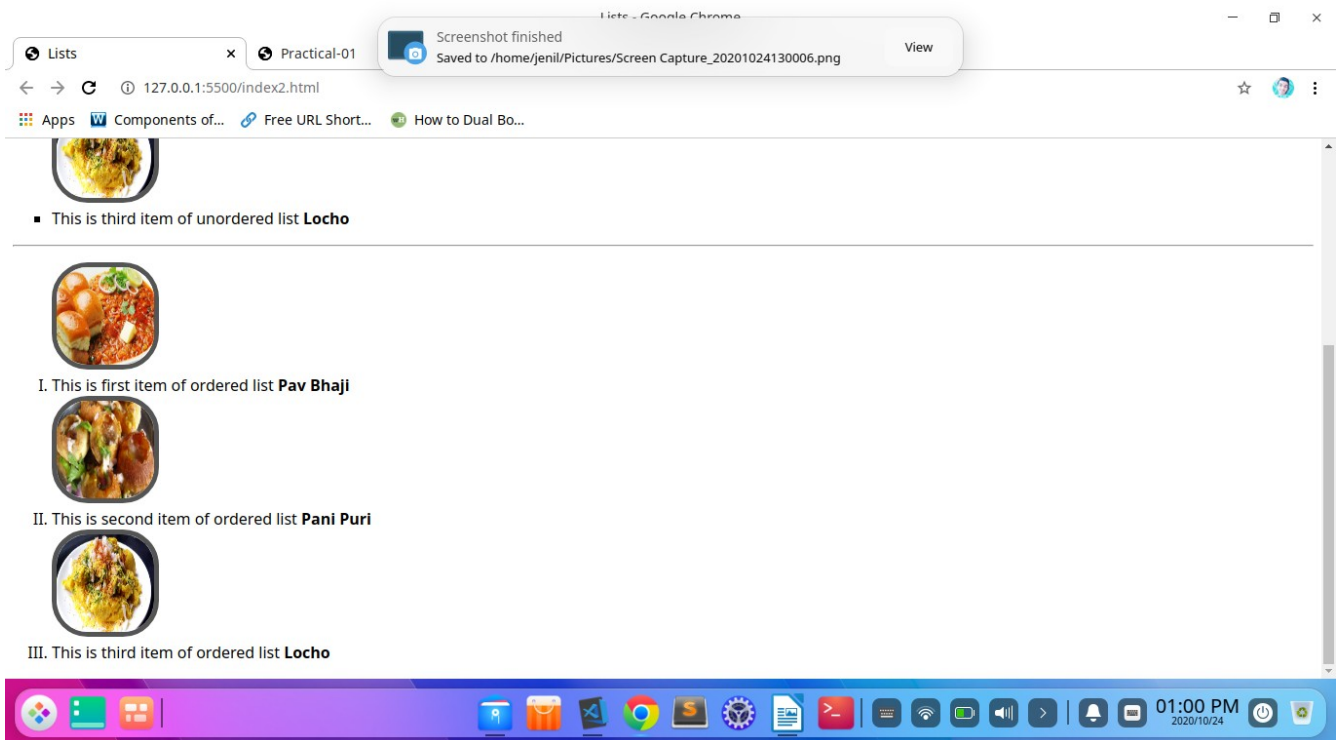 Lists - Google Chrome
Lists
Practical-01
Screenshot finished
Saved to /home/jenil/Pictures/Screen Capture_20201024130006.png
View
127.0.0.1:5500/index2.html
Apps
Components of...
Free URL Short...
How to Dual Bo...
This is third item of unordered list Locho
I. This is first item of ordered list Pav Bhaji
II. This is second item of ordered list Pani Puri
III. This is third item of ordered list Locho
01:00 PM
2020/10/24